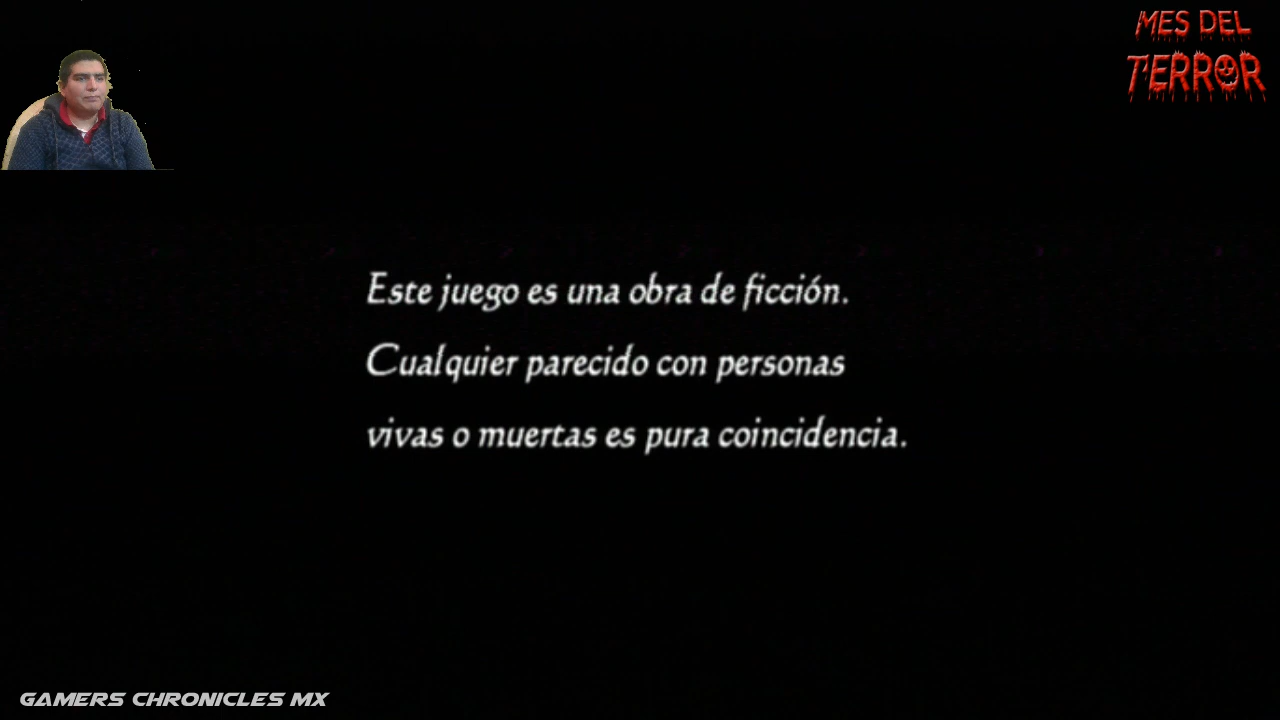 MES DEL
TERROR
Este juego es una obra de ficción.
Cualquier parecido con personas
vivas o muertas es pura coincidencia.
GAMERS CHRONICLES MX